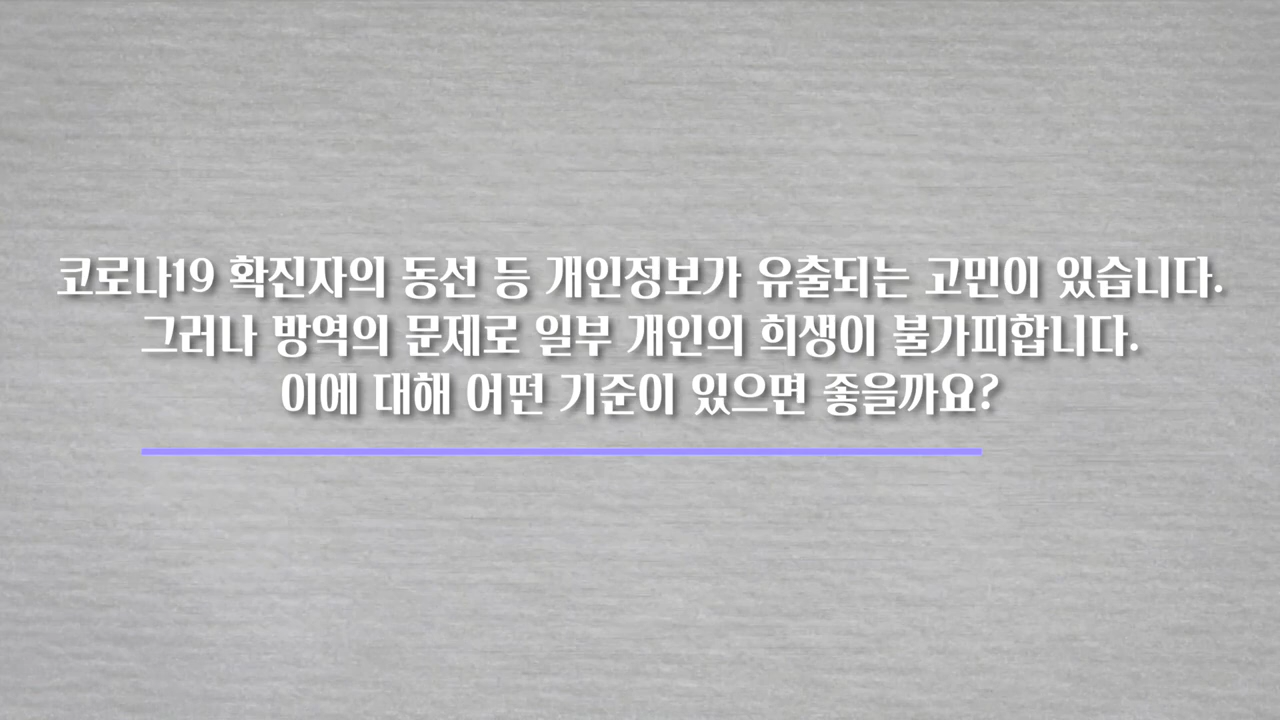 코로나19 확진자의 동선 등 개인정보가 유출되는 고민이 있습니다.
그러나 방역의 문제로 일부 개인의 희생이 불가피합니다.
이에 대해 어떤 기준이 있으면 좋을까요?